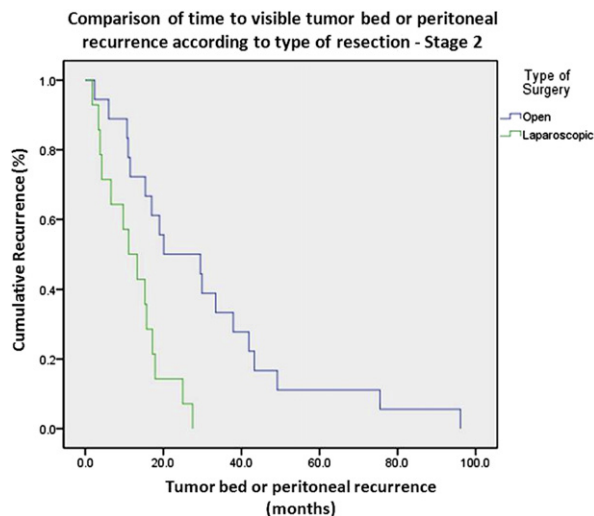 Comparison of time to visible tumor bed or peritoneal
recurrence according to type of resection - Stage 2
Type of
Surgery
Open
Laparoscopic
Cumulative Recurrence (%)
1.0
0.8
0.6
0.4
0.2
0.0
0.0 20.0 40.0 60.0 80.0 100.0
Tumor bed or peritoneal recurrence
(months)